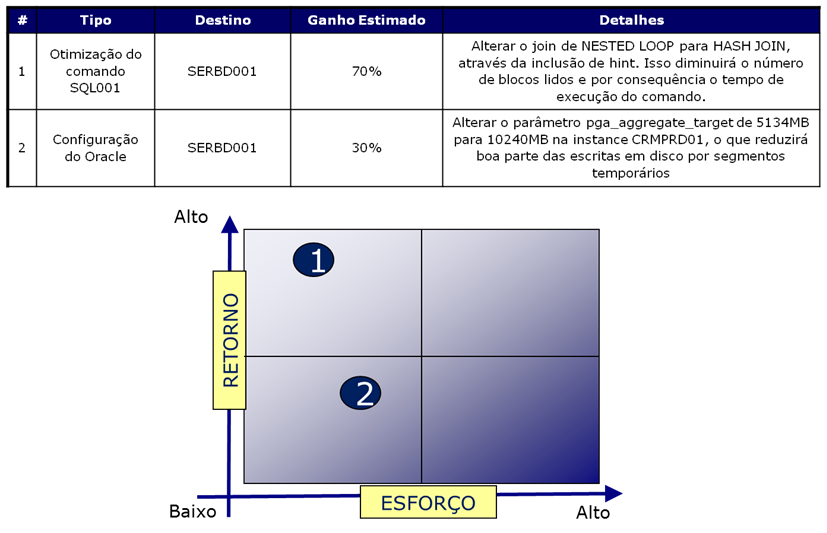 # Tipo Destino Ganho Estimado Detalhes
1
Otimização do
comando
SQL001
SERBD001
70%
Alterar o join de NESTED LOOP para HASH JOIN,
através da inclusão de hint. Isso diminuirá o número
de blocos lidos e por consequência o tempo de
execução do comando.
2
Configuração
do Oracle
SERBD001
30%
Alterar o parâmetro pga_aggregate_target de 5134MB
para 10240MB na instance CRMPRD01, o que reduzirá
boa parte das escritas em disco por segmentos
temporários
Alto
1
RETORNO
2
Baixo
ESFORÇO
Alto